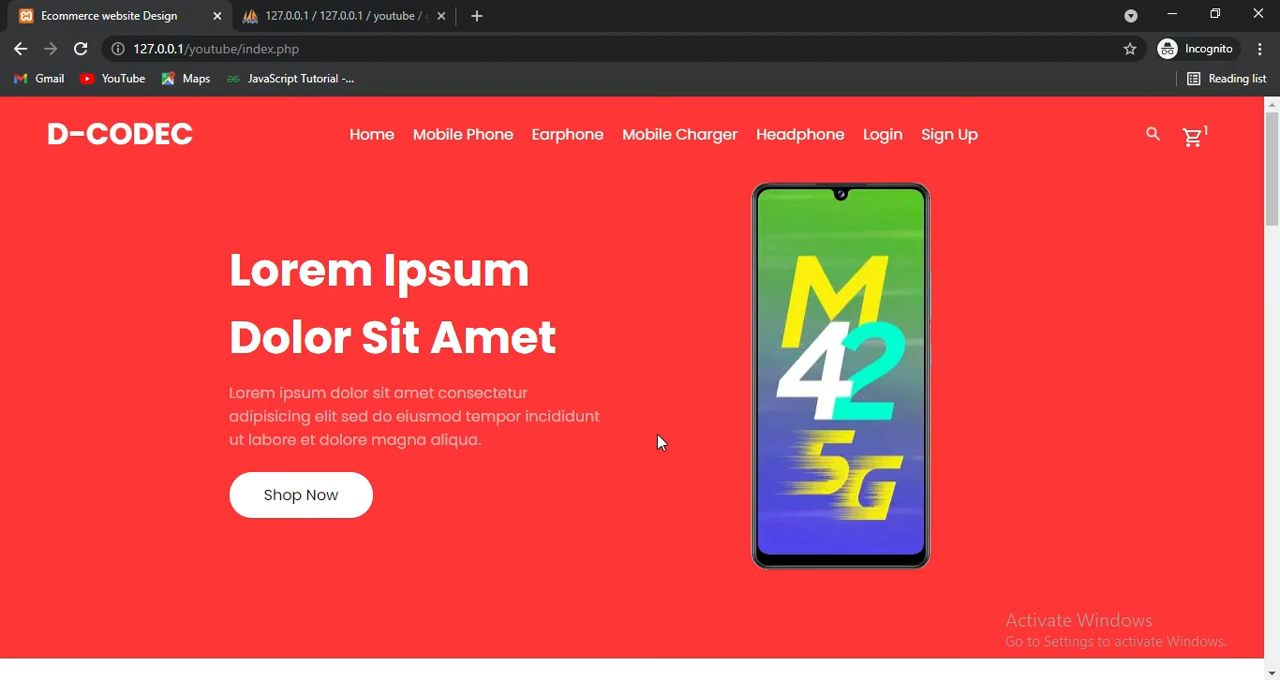 Ecommerce website Design
127.0.0.1 / 127.0.0.1 / youtube /
127.0.0.1/youtube/index.php
Incognito
Gmail
YouTube
Maps
JavaScript Tutorial -...
Reading list
D-CODEC
Home
Mobile Phone
Earphone
Mobile Charger
Headphone
Login
Sign Up
1
Lorem Ipsum
Dolor Sit Amet
Lorem ipsum dolor sit amet consectetur
adipisicing elit sed do eiusmod tempor incididunt
ut labore et dolore magna aliqua.
Shop Now
M
42
5G
Activate Windows
Go to Settings to activate Windows.